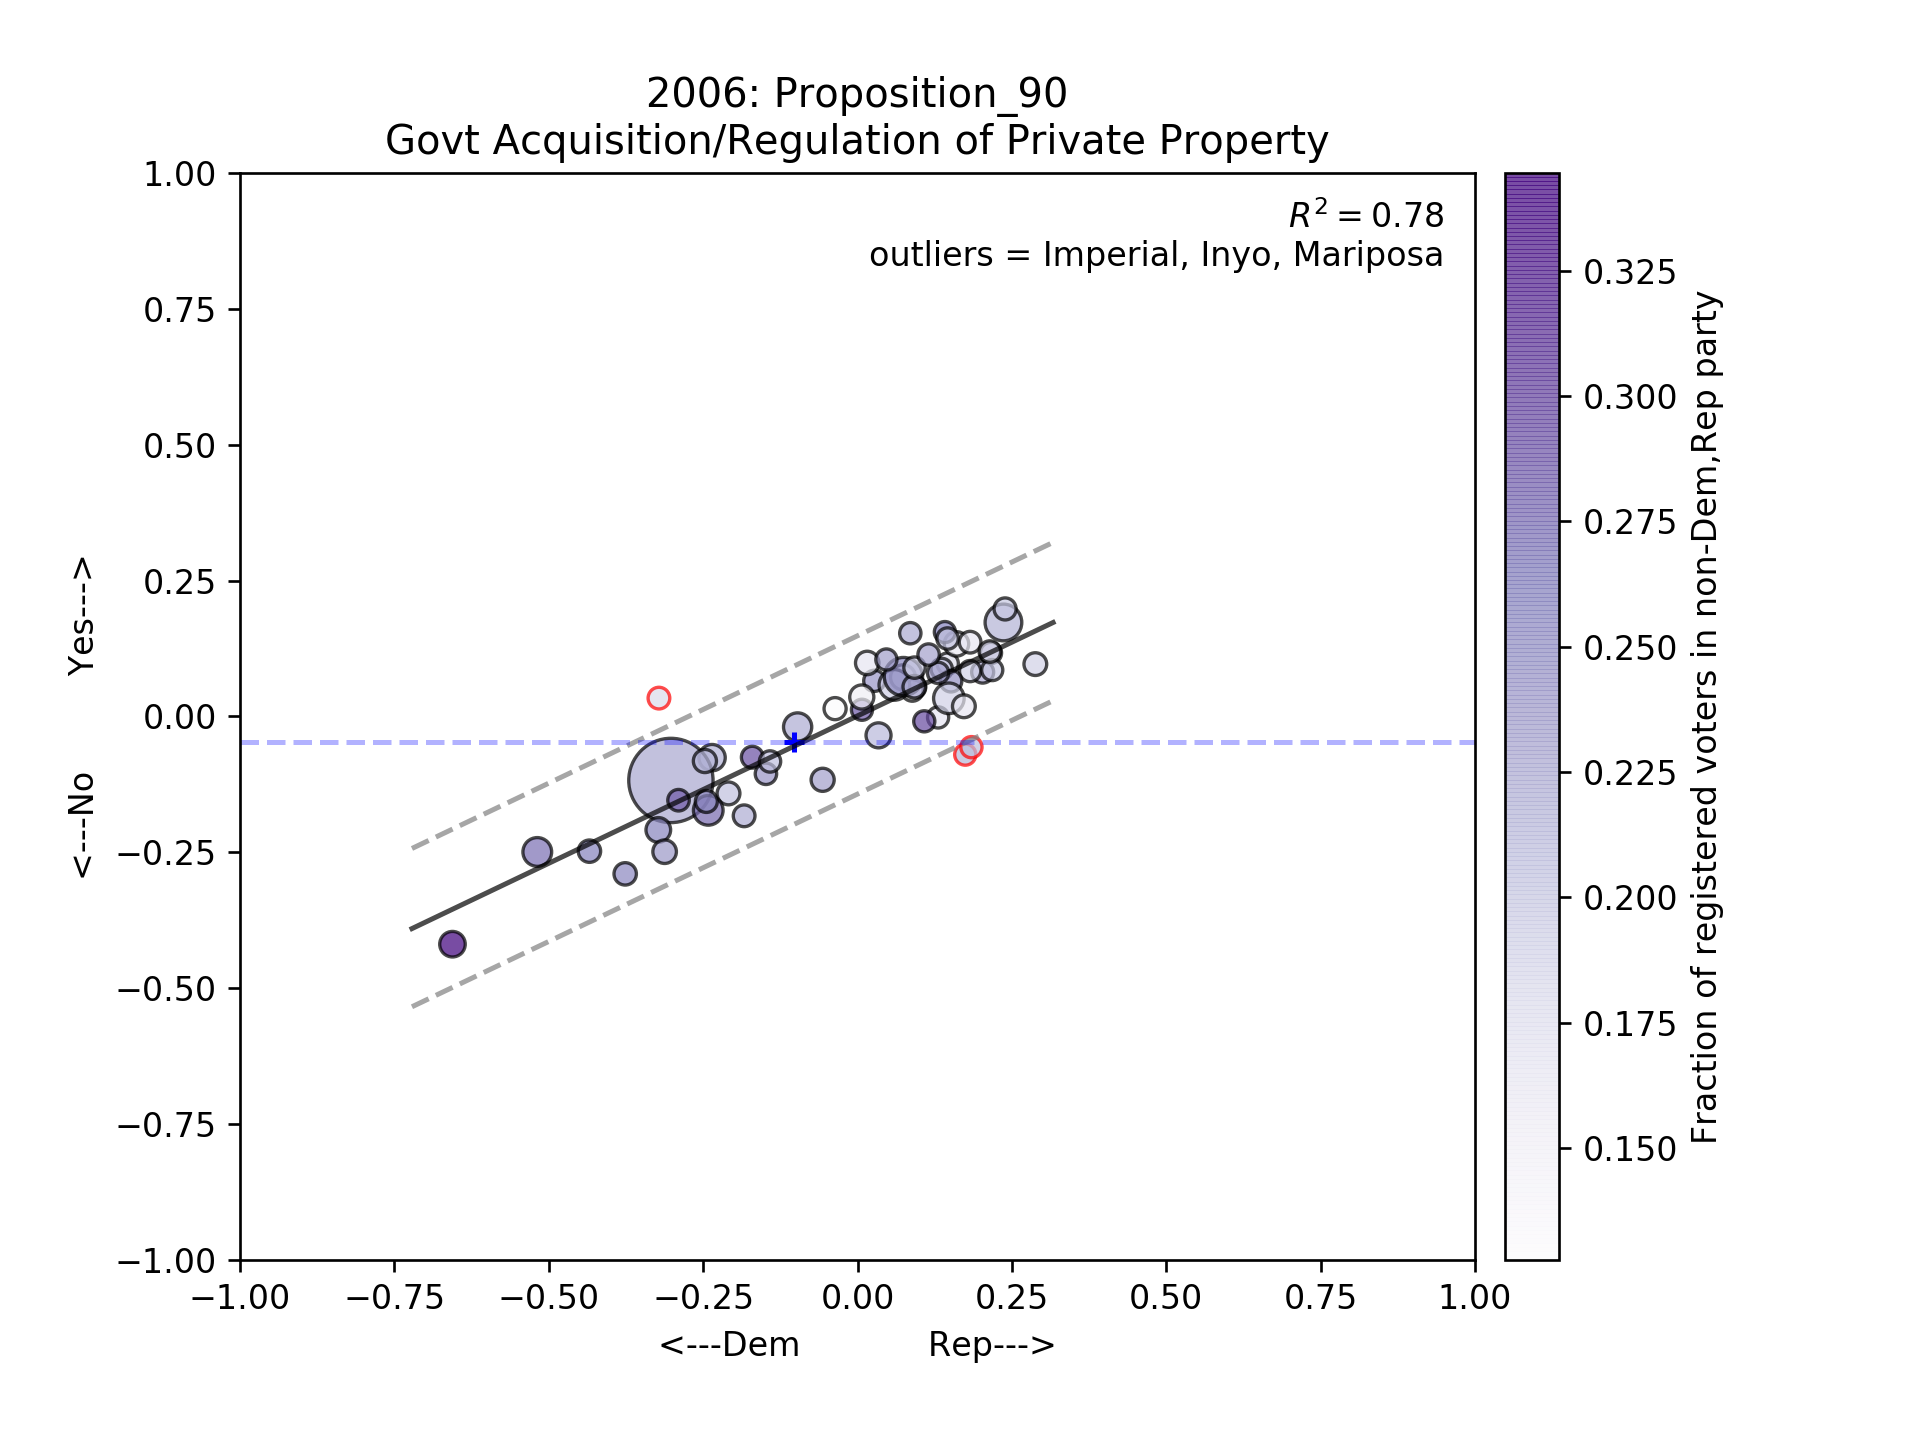 2006: Proposition_90
Govt Acquisition/Regulation of Private Property
R² = 0.78
outliers = Imperial, Inyo, Mariposa
1.00
0.75
0.50
0.25
0.00
−0.25
−0.50
−0.75
−1.00
<---No Yes--->
−1.00 −0.75 −0.50 −0.25 0.00 0.25 0.50 0.75 1.00
<---Dem Rep--->
0.325
0.300
0.275
0.250
0.225
0.200
0.175
0.150
Fraction of registered voters in non-Dem,Rep party